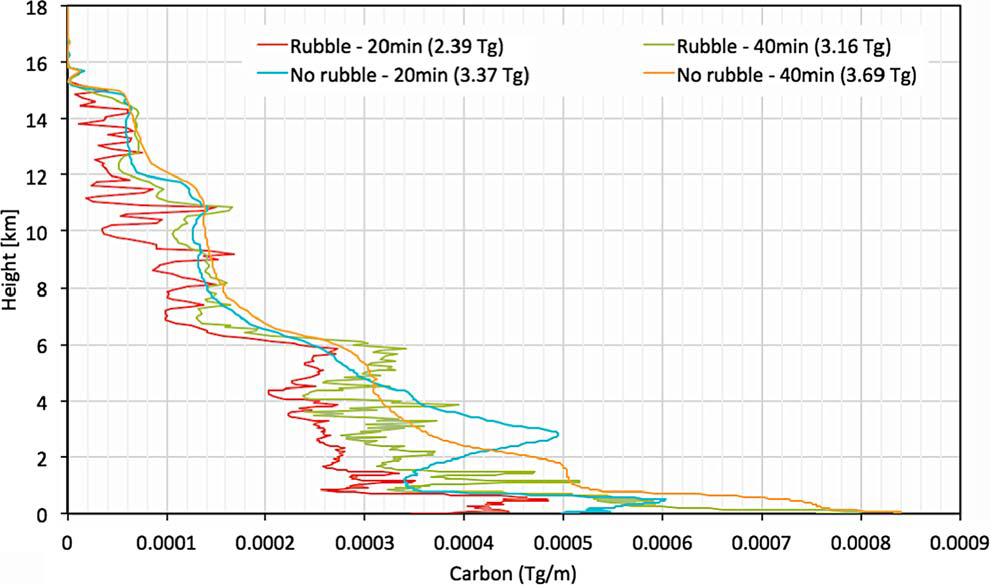 18
16
14
12
10
8
6
4
2
0
Height [km]
Rubble - 20min (2.39 Tg)
Rubble - 40min (3.16 Tg)
No rubble - 20min (3.37 Tg)
No rubble - 40min (3.69 Tg)
0 0.0001 0.0002 0.0003 0.0004 0.0005 0.0006 0.0007 0.0008 0.0009
Carbon (Tg/m)